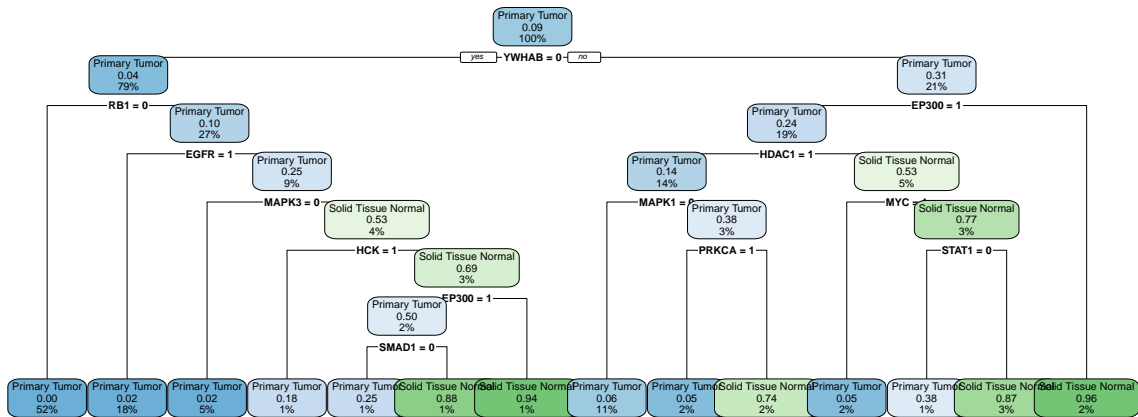 Primary Tumor
0.09
100%
yes YWHAB = 0 no
Primary Tumor
0.04
79%
Primary Tumor
0.31
21%
RB1 = 0
EP300 = 1
Primary Tumor
0.10
27%
Primary Tumor
0.24
19%
EGFR = 1
HDAC1 = 1
Primary Tumor
0.25
9%
Primary Tumor
0.14
14%
Solid Tissue Normal
0.53
5%
MAPK3 = 0
MAPK1 = 0
MYC =
Solid Tissue Normal
0.53
4%
Primary Tumor
0.38
3%
Solid Tissue Normal
0.77
3%
HCK = 1
PRKCA = 1
STAT1 = 0
Solid Tissue Normal
0.69
3%
EP300 = 1
Primary Tumor
0.50
2%
SMAD1 = 0
Primary Tumor
0.00
52%
Primary Tumor
0.02
18%
Primary Tumor
0.02
5%
Primary Tumor
0.18
1%
Primary Tumor
0.25
1%
Solid Tissue Normal
0.88
1%
Solid Tissue Normal
0.94
1%
Primary Tumor
0.06
11%
Primary Tumor
0.05
2%
Solid Tissue Normal
0.74
2%
Primary Tumor
0.05
2%
Primary Tumor
0.38
1%
Solid Tissue Normal
0.87
3%
Solid Tissue Normal
0.96
2%